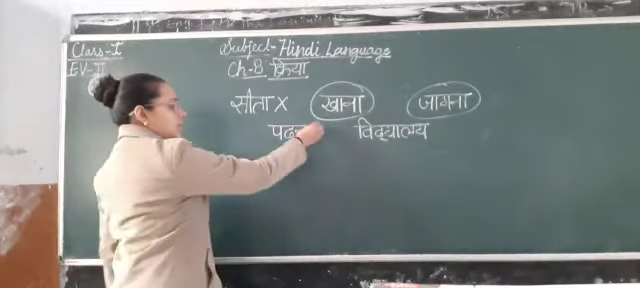 Class-I
Subject-Hindi Language
EV-II
Ch-8 क्रिया
सीता X खाना जागना
विद्यालय